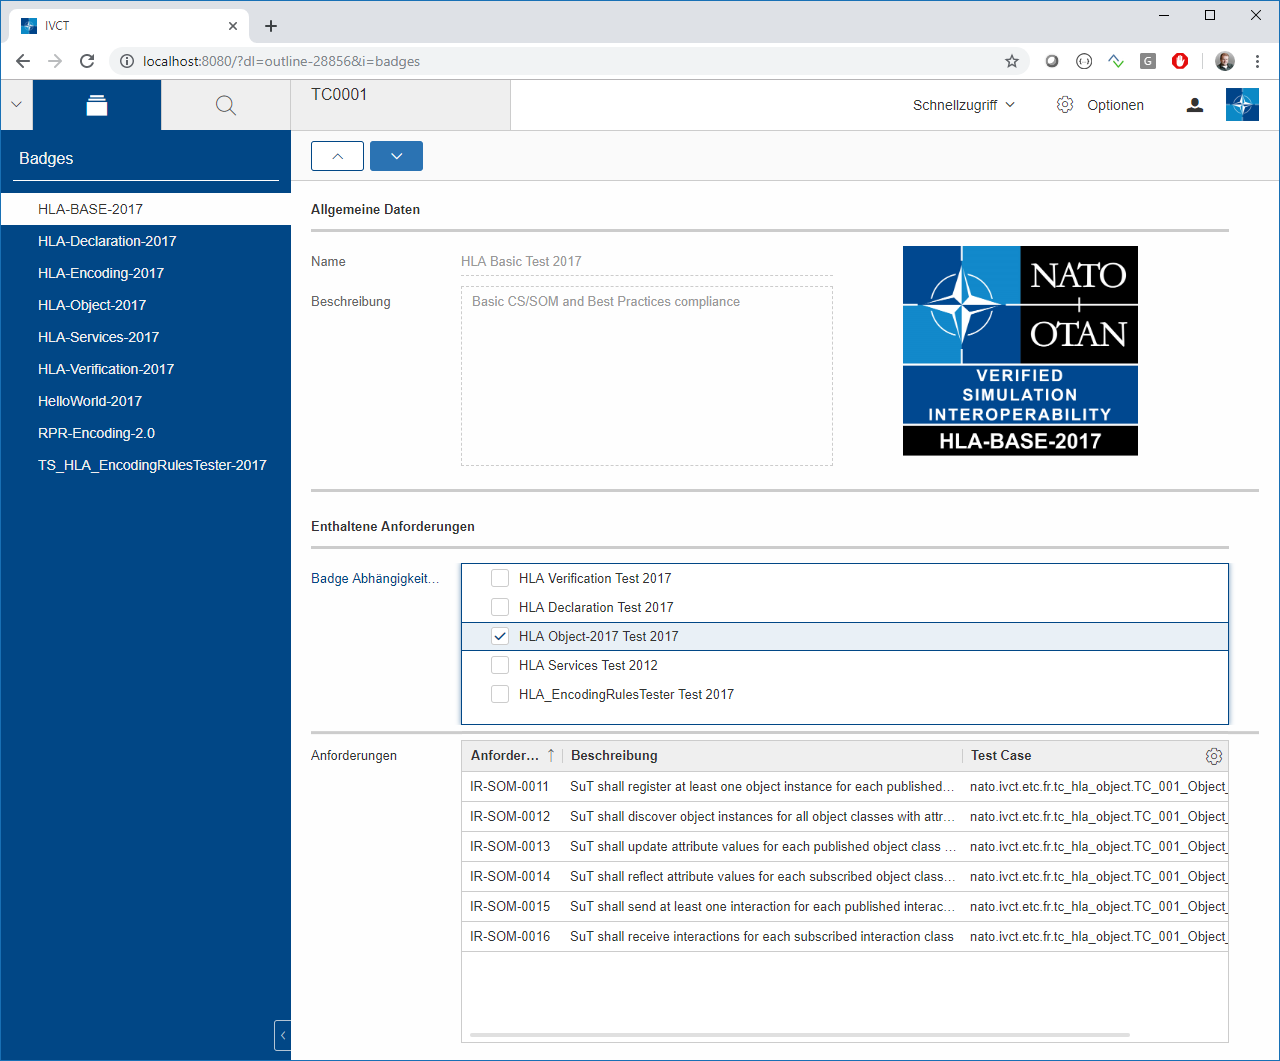 IVCT
localhost:8080/?dl=outline-28856&i=badges
TC0001
Schnellzugriff
Optionen
Badges
HLA-BASE-2017
HLA-Declaration-2017
HLA-Encoding-2017
HLA-Object-2017
HLA-Services-2017
HLA-Verification-2017
HelloWorld-2017
RPR-Encoding-2.0
TS_HLA_EncodingRulesTester-2017
Allgemeine Daten
Name
HLA Basic Test 2017
Beschreibung
Basic CS/SOM and Best Practices compliance
NATO
OTAN
VERIFIED
SIMULATION
INTEROPERABILITY
HLA-BASE-2017
Enthaltene Anforderungen
Badge Abhängigkeit...
HLA Verification Test 2017
HLA Declaration Test 2017
HLA Object-2017 Test 2017
HLA Services Test 2012
HLA_EncodingRulesTester Test 2017
Anforderungen
Anforder... Beschreibung Test Case
IR-SOM-0011 SuT shall register at least one object instance for each published... nato.ivct.etc.fr.tc_hla_object.TC_001_Object_
IR-SOM-0012 SuT shall discover object instances for all object classes with attr... nato.ivct.etc.fr.tc_hla_object.TC_001_Object_
IR-SOM-0013 SuT shall update attribute values for each published object class ... nato.ivct.etc.fr.tc_hla_object.TC_001_Object_
IR-SOM-0014 SuT shall reflect attribute values for each subscribed object class... nato.ivct.etc.fr.tc_hla_object.TC_001_Object_
IR-SOM-0015 SuT shall send at least one interaction for each published interac... nato.ivct.etc.fr.tc_hla_object.TC_001_Object_
IR-SOM-0016 SuT shall receive interactions for each subscribed interaction class nato.ivct.etc.fr.tc_hla_object.TC_001_Object_